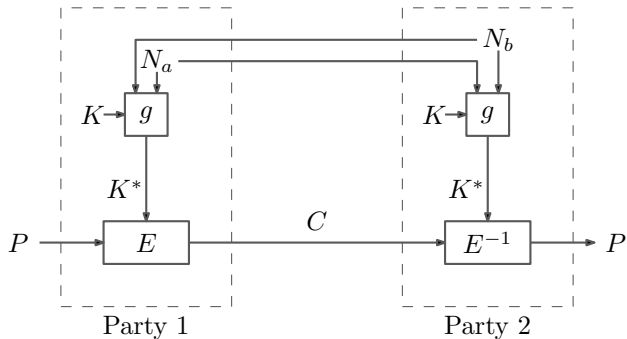 N_b
N_a
K g K g
K* K*
C
P E E⁻¹ P
Party 1 Party 2